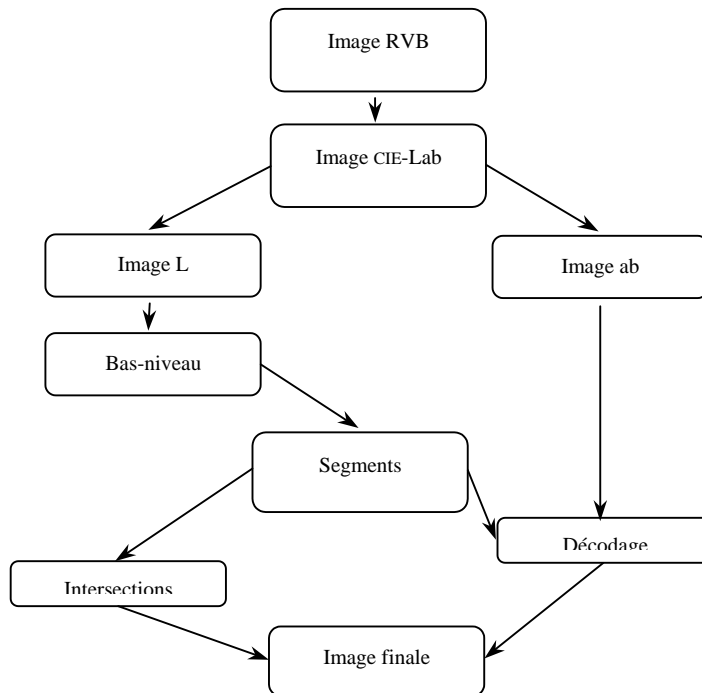 Image RVB
Image CIE-Lab
Image L
Image ab
Bas-niveau
Segments
Décodage
Intersections
Image finale